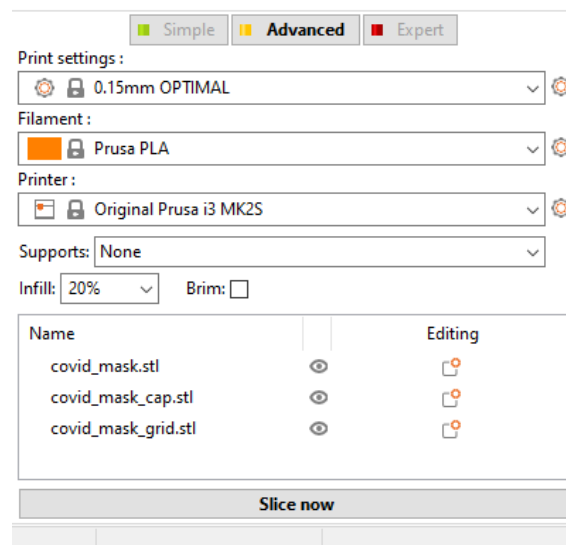 Simple Advanced Expert
Print settings :
0.15mm OPTIMAL
Filament :
Prusa PLA
Printer :
Original Prusa i3 MK2S
Supports: None
Infill: 20% Brim:
Name Editing
covid_mask.stl
covid_mask_cap.stl
covid_mask_grid.stl
Slice now